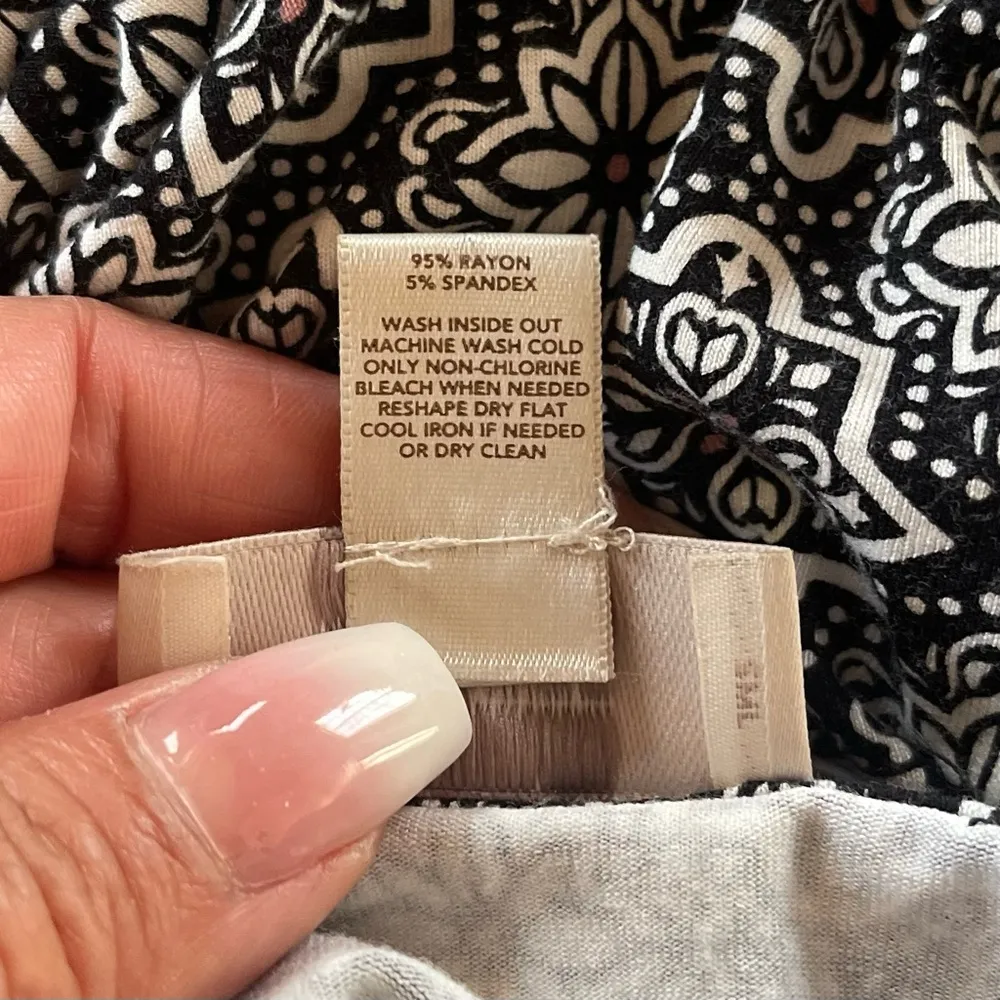 95% RAYON
5% SPANDEX
WASH INSIDE OUT
MACHINE WASH COLD
ONLY NON-CHLORINE
BLEACH WHEN NEEDED
RESHAPE DRY FLAT
COOL IRON IF NEEDED
OR DRY CLEAN